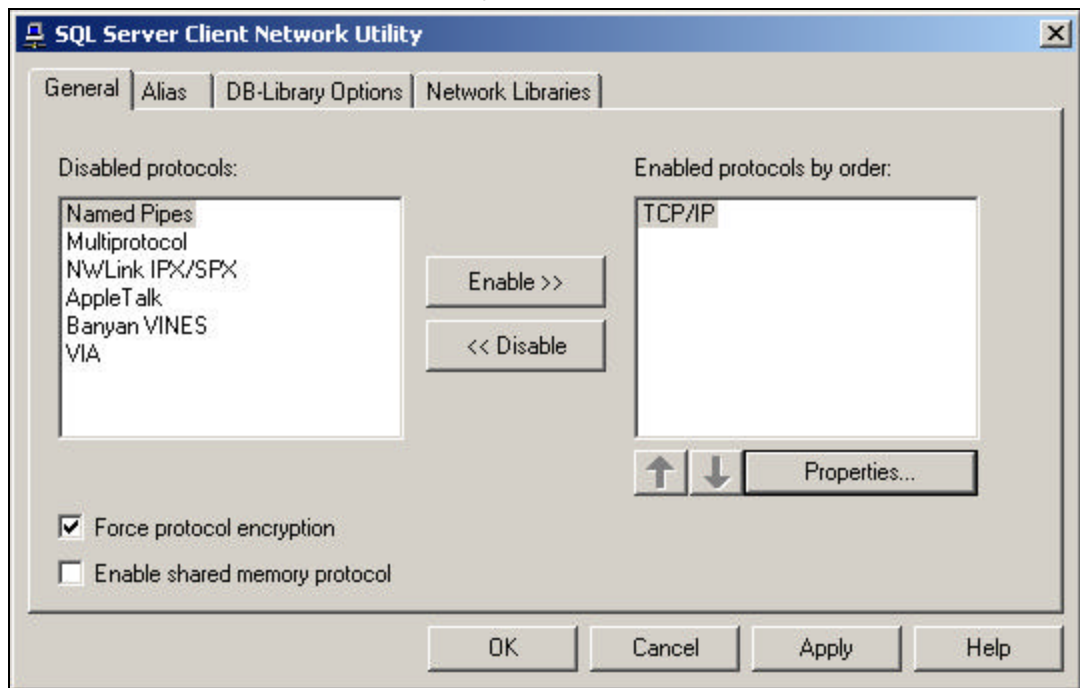 SQL Server Client Network Utility
General
Alias
DB-Library Options
Network Libraries
Disabled protocols:
Enabled protocols by order:
Named Pipes
Multiprotocol
NWLink IPX/SPX
AppleTalk
Banyan VINES
VIA
TCP/IP
Enable >>
<< Disable
Properties...
Force protocol encryption
Enable shared memory protocol
OK
Cancel
Apply
Help